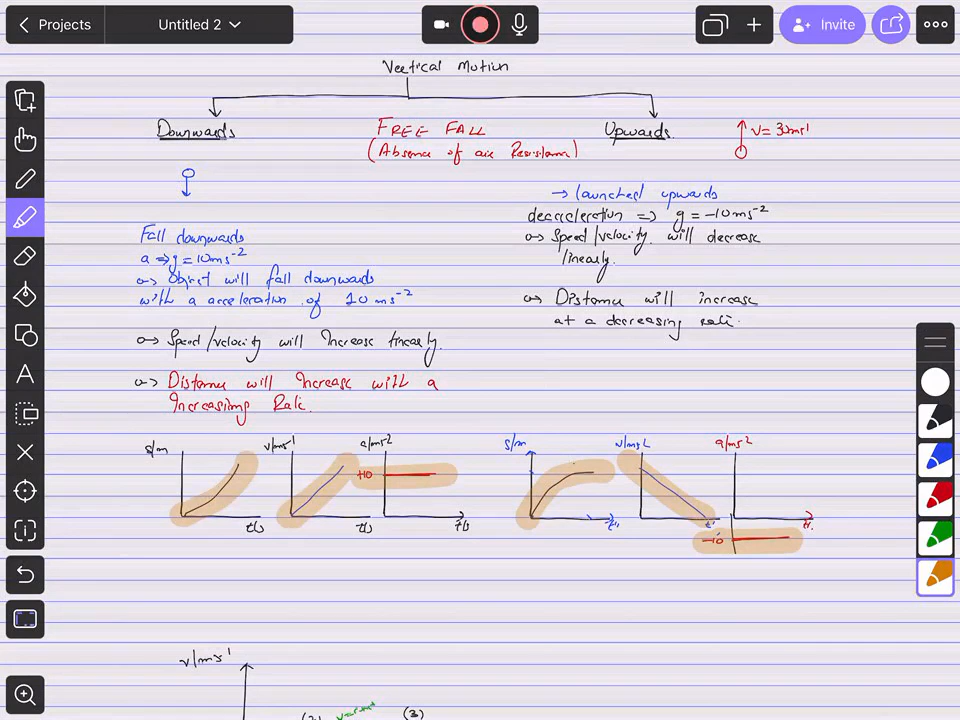 Projects
Untitled 2
Invite
Vertical Motion
Downwards
FREE FALL
(Absence of air Resistance)
Upwards
v= 30ms⁻¹
Fall downwards
a => g = 10ms⁻²
Object will fall downwards
with a acceleration of 10 ms⁻²
Speed/velocity will Increase linearly.
Distance will Increase with a
Increasing Rate.
→ launched upwards
=> g = -10ms⁻²
Speed/velocity will decrease
linearly.
Distance will increase
at a decreasing rate.
s/m
t(s)
v/ms⁻¹
t(s)
a/ms⁻²
+10
t(s)
s/m
a/ms⁻²
-10
v/ms⁻¹
(3)
A